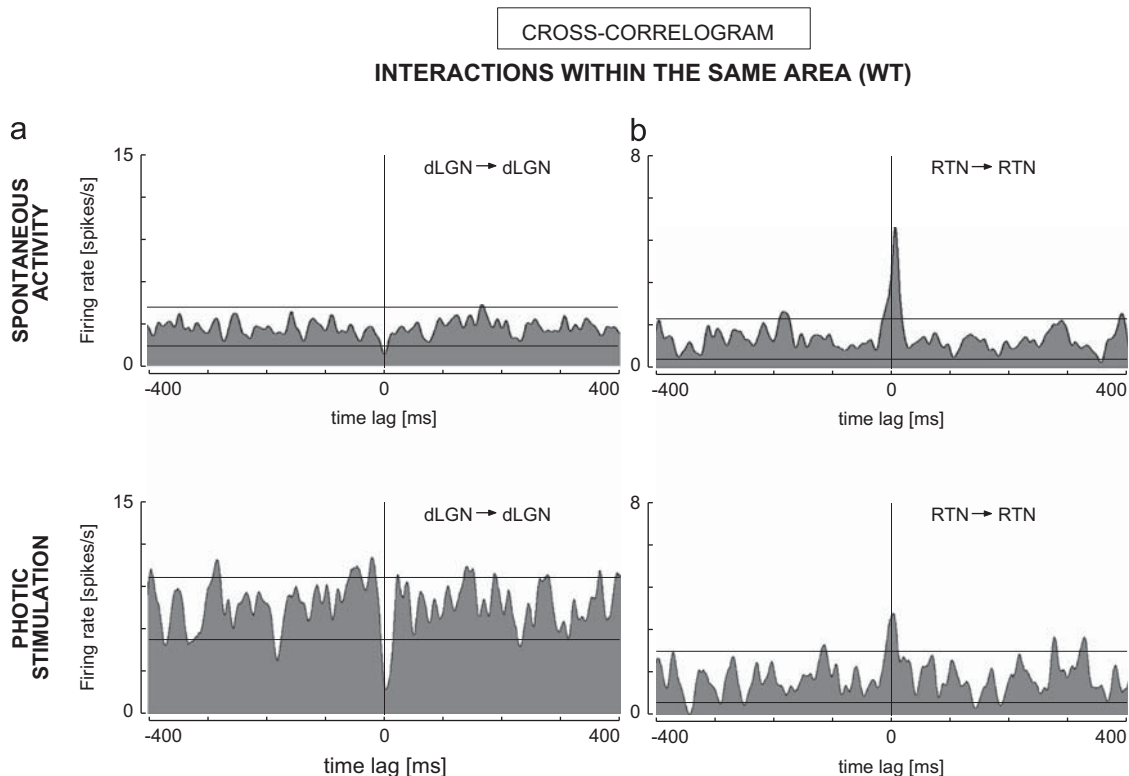 CROSS-CORRELOGRAM
INTERACTIONS WITHIN THE SAME AREA (WT)
a
SPONTANEOUS
ACTIVITY
Firing rate [spikes/s]
15
0
dLGN → dLGN
-400
0
400
time lag [ms]
b
8
0
RTN → RTN
-400
0
400
time lag [ms]
PHOTIC
STIMULATION
Firing rate [spikes/s]
15
0
dLGN → dLGN
-400
0
400
time lag [ms]
8
0
RTN → RTN
-400
0
400
time lag [ms]